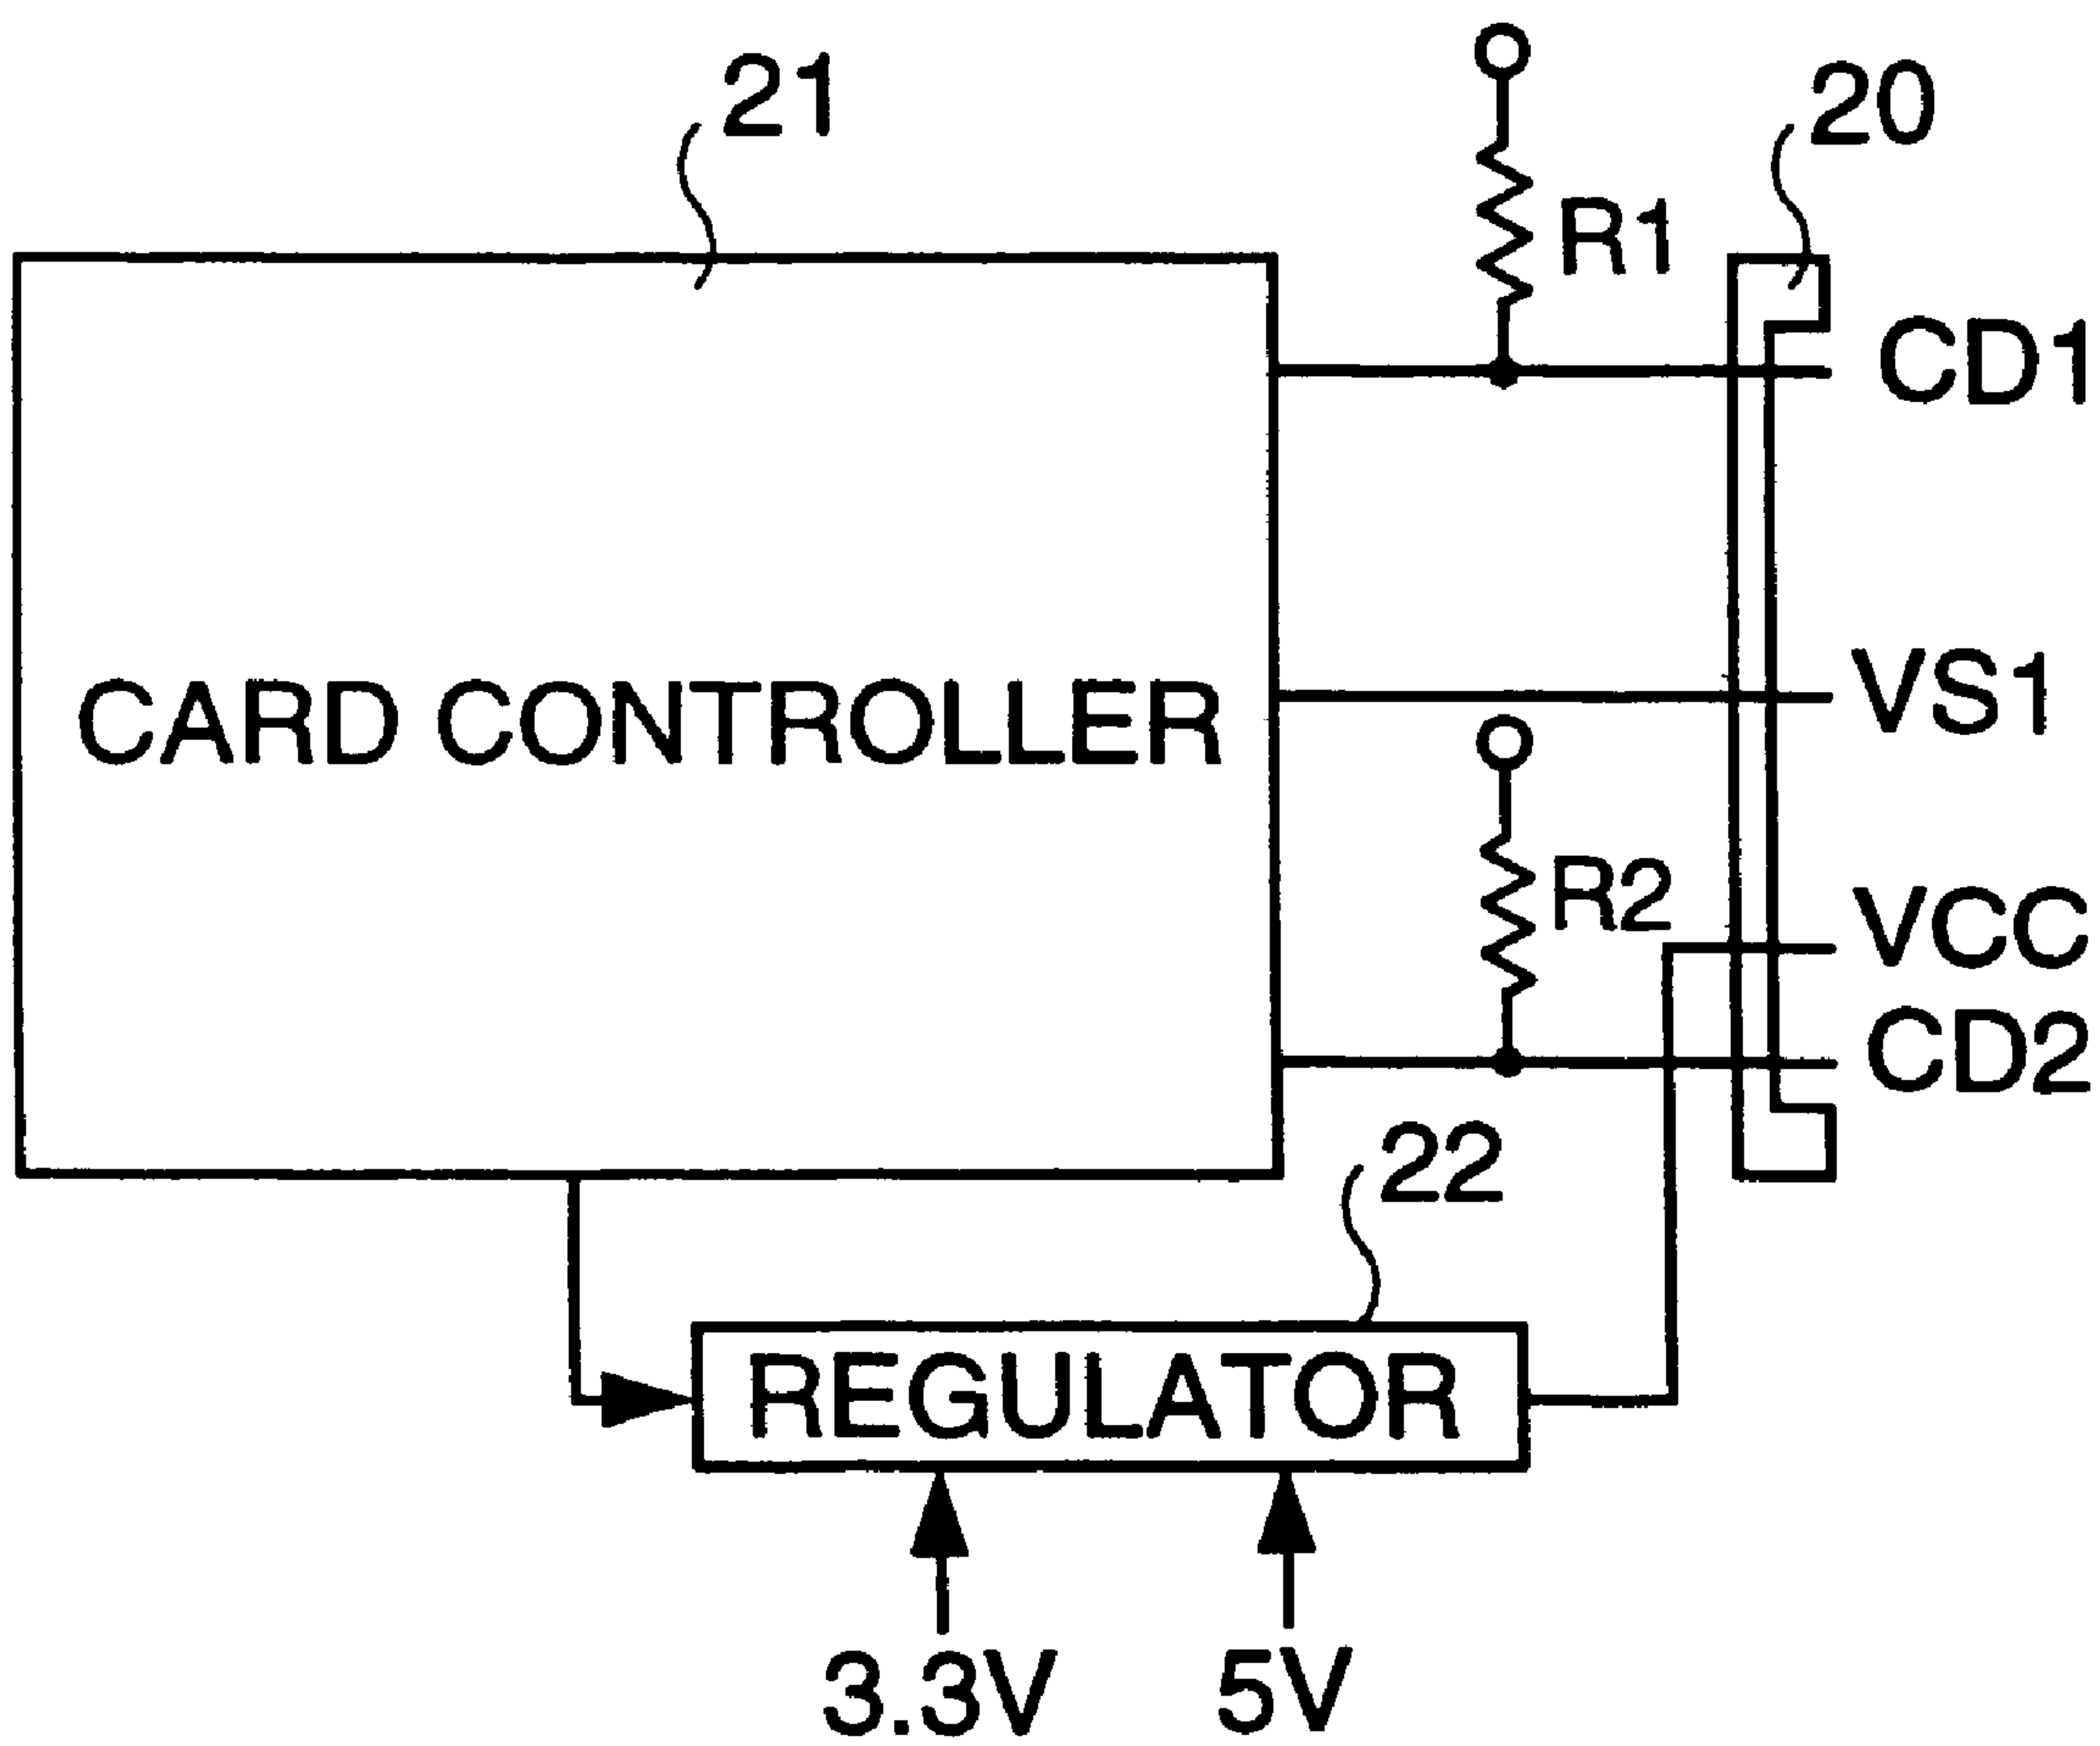 21
20
R1
CD1
CARD CONTROLLER
VS1
R2
VCC
CD2
22
REGULATOR
3.3V
5V